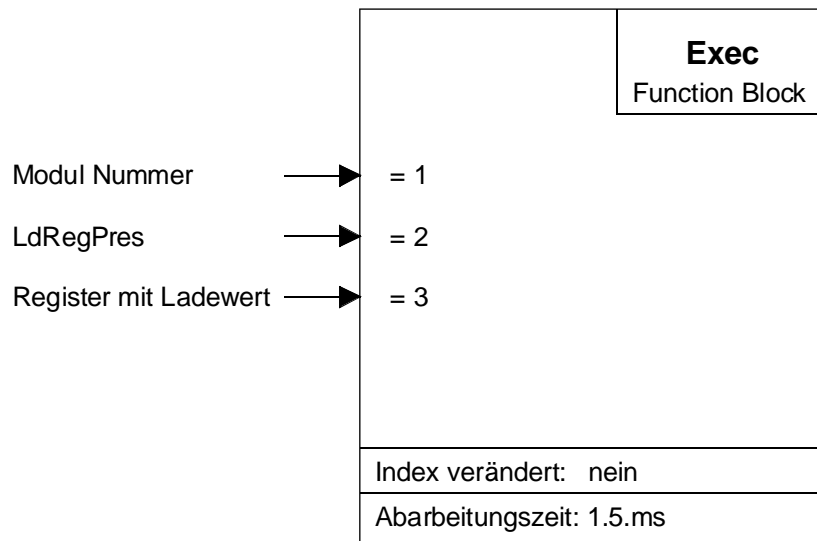 Exec
Function Block
Modul Nummer = 1
LdRegPres = 2
Register mit Ladewert = 3
Index verändert: nein
Abarbeitungszeit: 1.5.ms